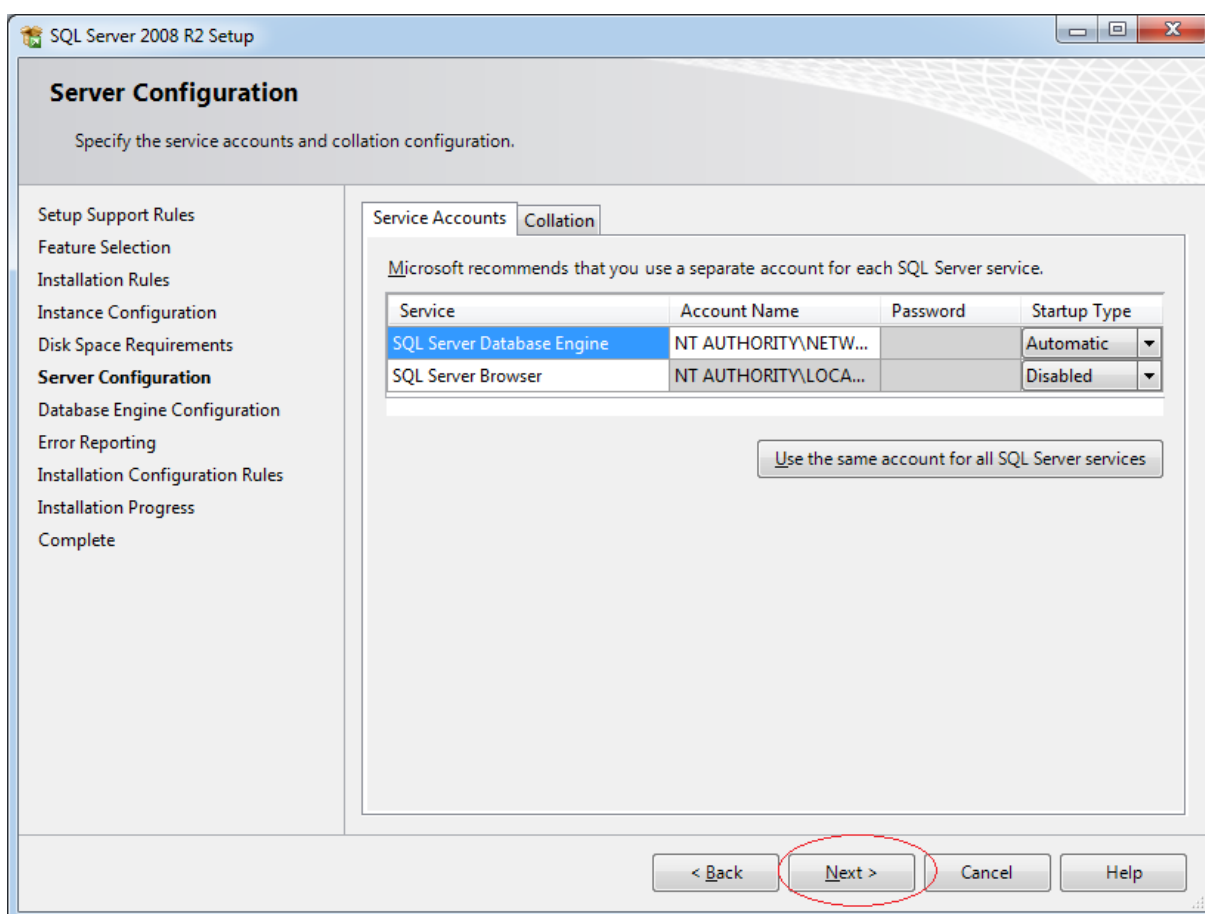 SQL Server 2008 R2 Setup
Server Configuration
Specify the service accounts and collation configuration.
Setup Support Rules
Feature Selection
Installation Rules
Instance Configuration
Disk Space Requirements
Server Configuration
Database Engine Configuration
Error Reporting
Installation Configuration Rules
Installation Progress
Complete
Service Accounts Collation
Microsoft recommends that you use a separate account for each SQL Server service.
Service Account Name Password Startup Type
SQL Server Database Engine NT AUTHORITY\NETW... Automatic
SQL Server Browser NT AUTHORITY\LOCA... Disabled
Use the same account for all SQL Server services
< Back Next > Cancel Help